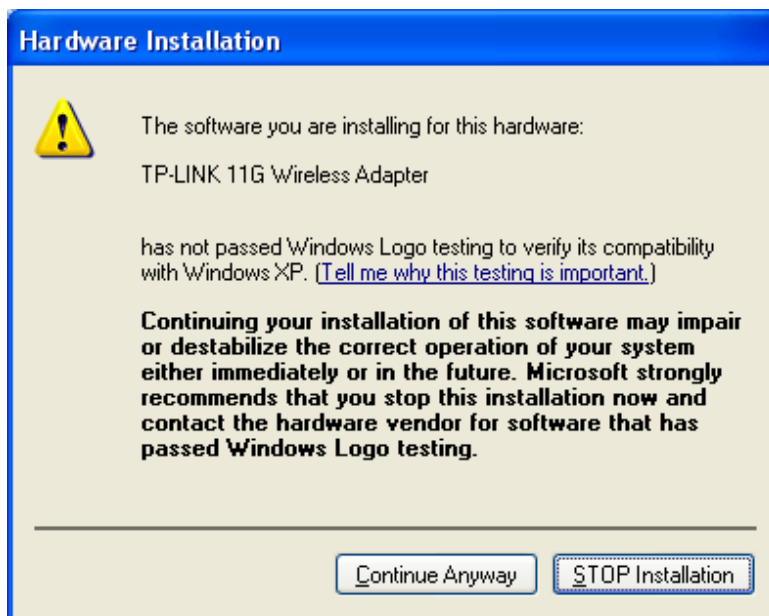 Hardware Installation
The software you are installing for this hardware:
TP-LINK 11G Wireless Adapter
has not passed Windows Logo testing to verify its compatibility
with Windows XP. (Tell me why this testing is important.)
Continuing your installation of this software may impair
or destabilize the correct operation of your system
either immediately or in the future. Microsoft strongly
recommends that you stop this installation now and
contact the hardware vendor for software that has
passed Windows Logo testing.
Continue Anyway STOP Installation